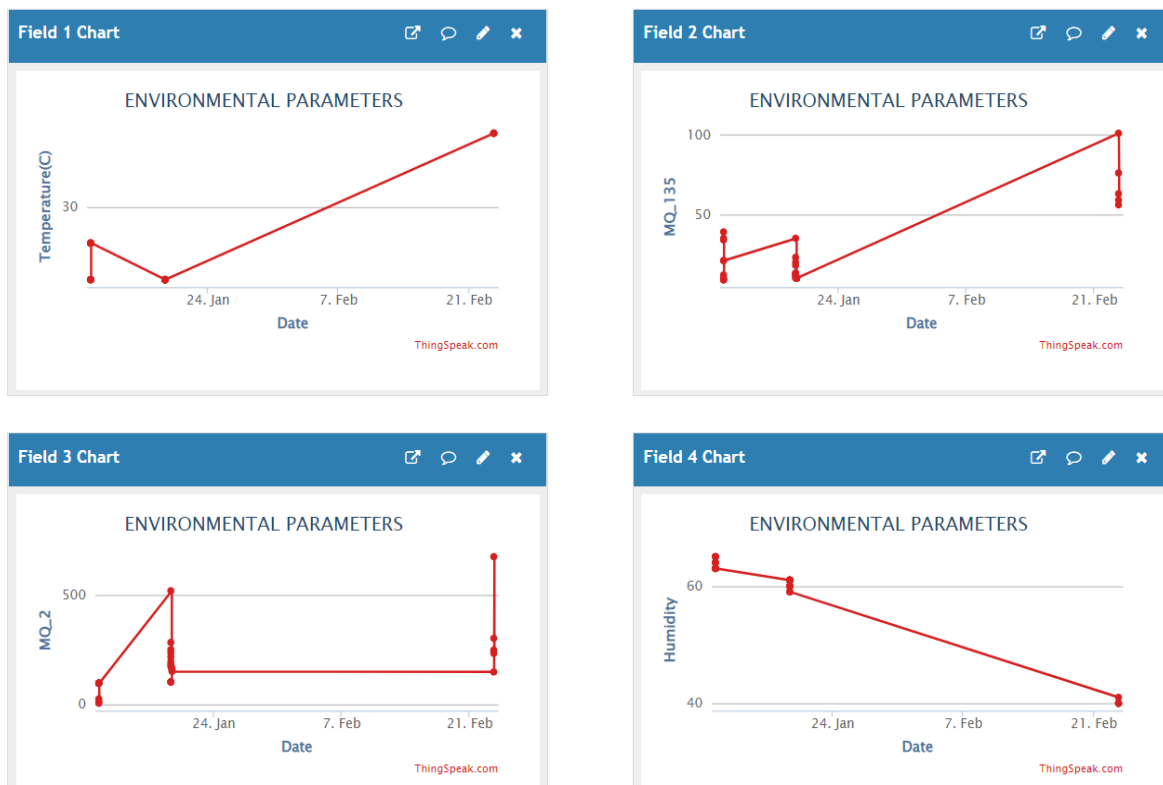 Field 1 Chart
ENVIRONMENTAL PARAMETERS
Temperature(C)
30
24. Jan
7. Feb
21. Feb
Date
ThingSpeak.com
Field 2 Chart
ENVIRONMENTAL PARAMETERS
MQ_135
100
50
24. Jan
7. Feb
21. Feb
Date
ThingSpeak.com
Field 3 Chart
ENVIRONMENTAL PARAMETERS
MQ_2
500
0
24. Jan
7. Feb
21. Feb
Date
ThingSpeak.com
Field 4 Chart
ENVIRONMENTAL PARAMETERS
Humidity
60
40
24. Jan
7. Feb
21. Feb
Date
ThingSpeak.com